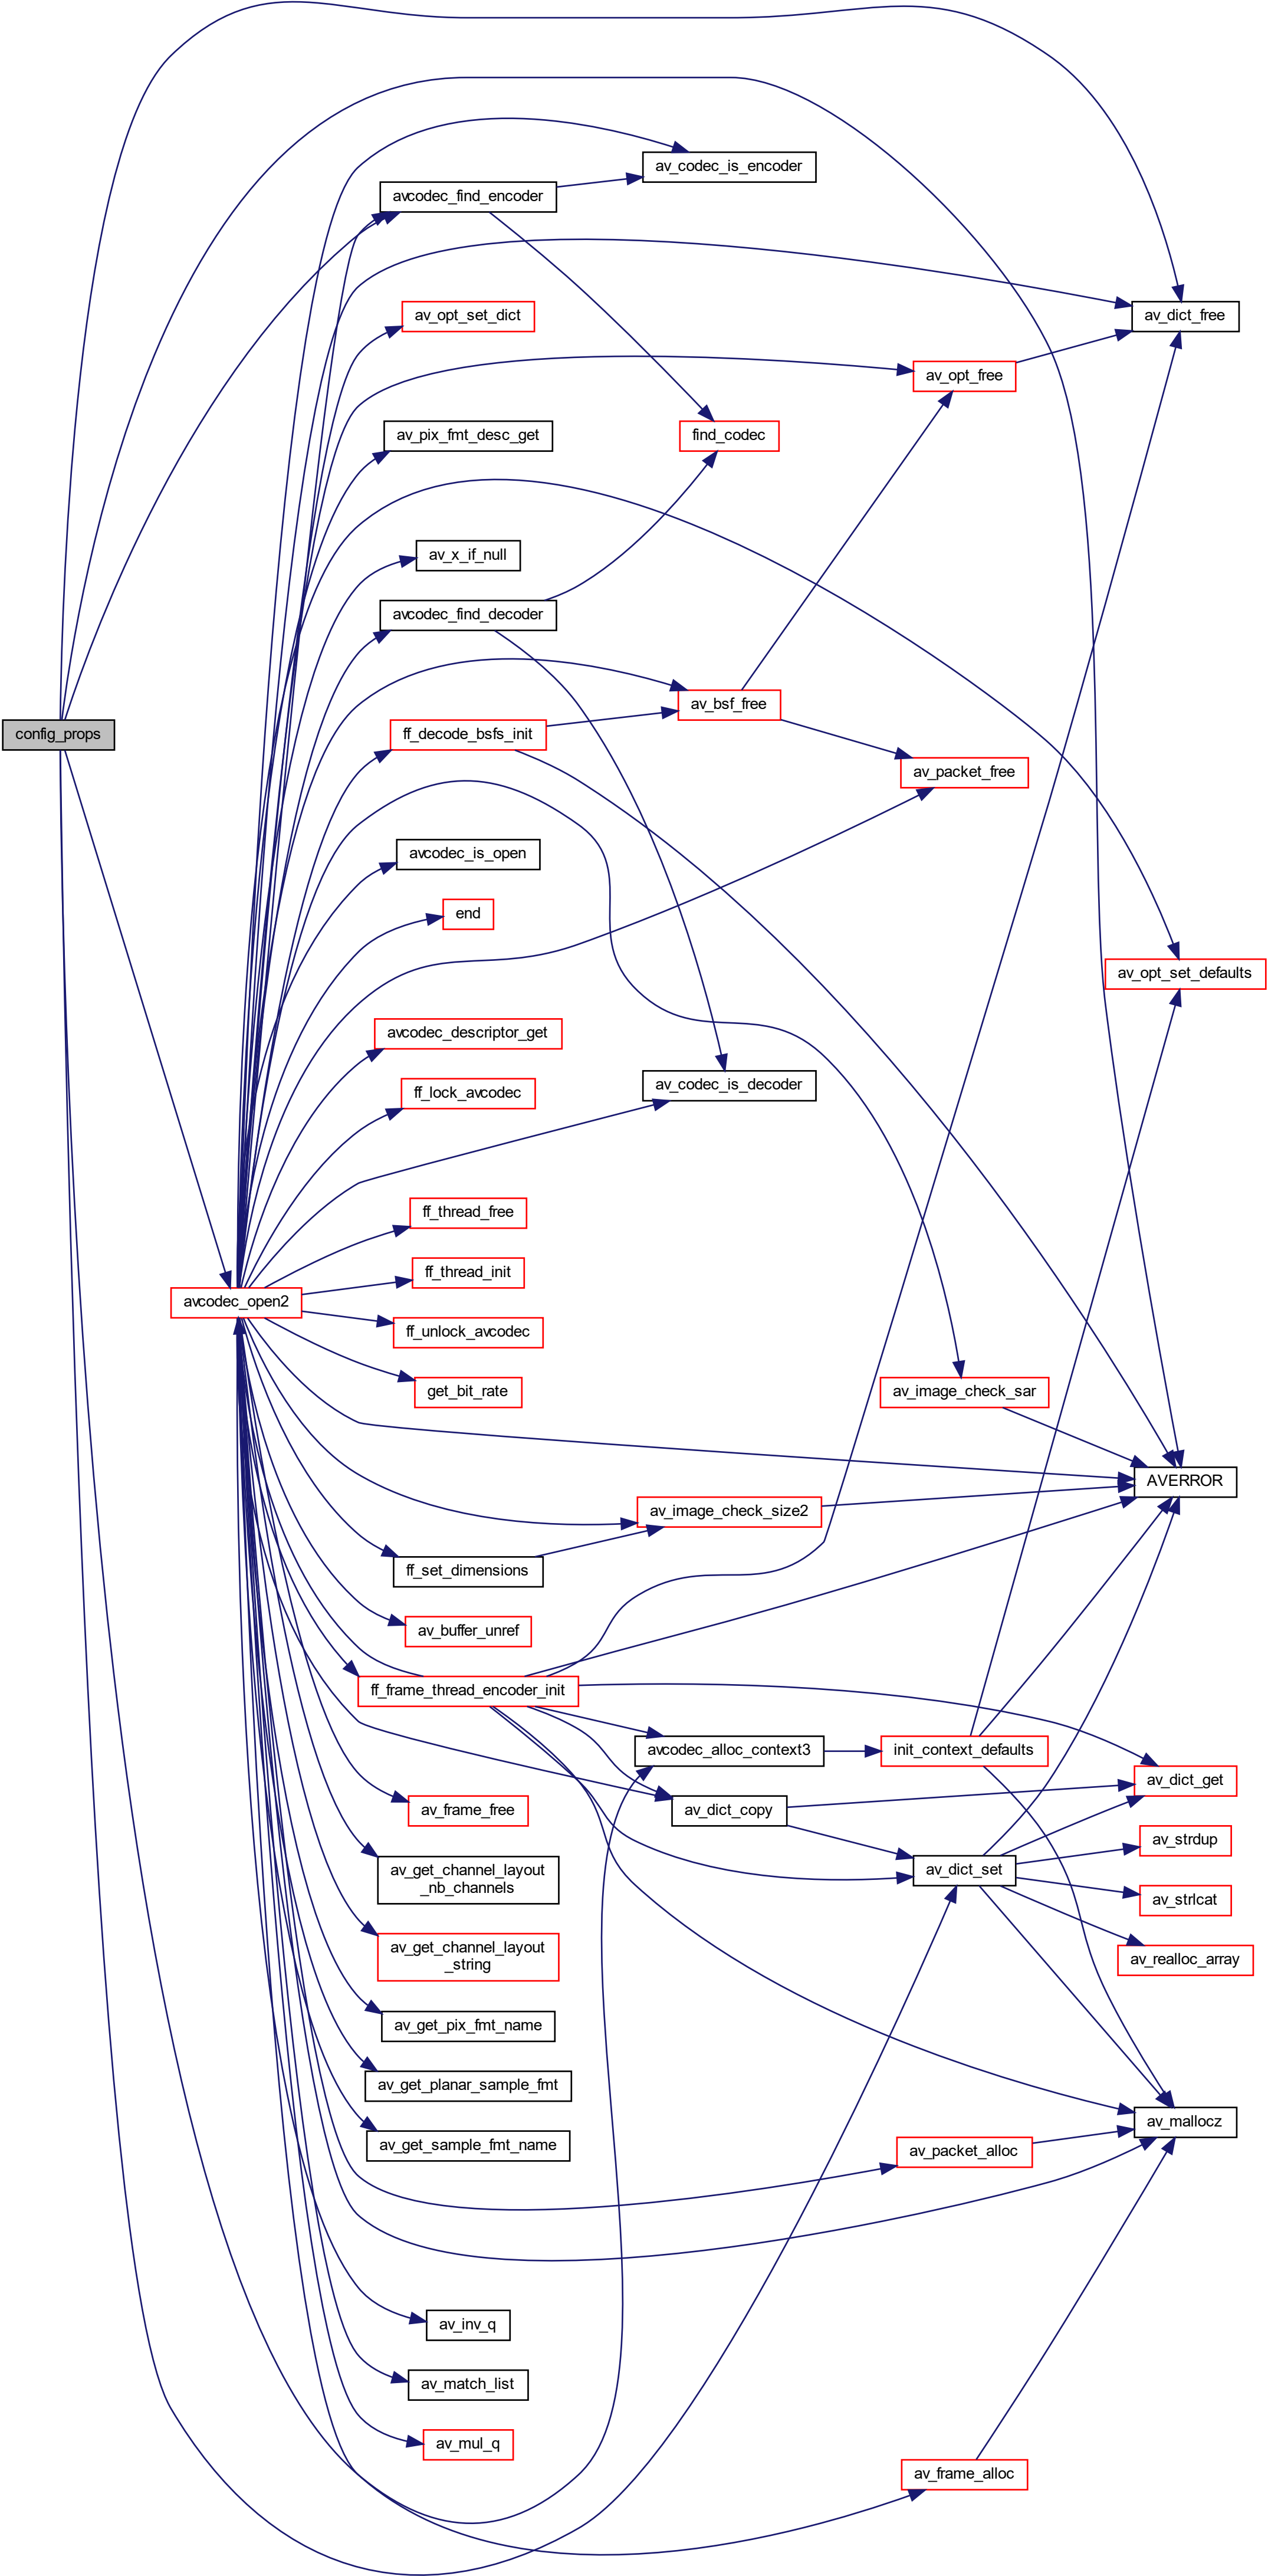 av_codec_is_encoder
avcodec_find_encoder
av_dict_free
av_opt_set_dict
av_opt_free
av_pix_fmt_desc_get
find_codec
av_x_if_null
avcodec_find_decoder
av_bsf_free
config_props
ff_decode_bsfs_init
av_packet_free
avcodec_is_open
end
av_opt_set_defaults
avcodec_descriptor_get
av_codec_is_decoder
ff_lock_avcodec
ff_thread_free
ff_thread_init
avcodec_open2
ff_unlock_avcodec
get_bit_rate
av_image_check_sar
AVERROR
av_image_check_size2
ff_set_dimensions
av_buffer_unref
ff_frame_thread_encoder_init
avcodec_alloc_context3
init_context_defaults
av_dict_get
av_dict_copy
av_frame_free
av_strdup
av_get_channel_layout
_nb_channels
av_dict_set
av_strlcat
av_get_channel_layout
_string
av_realloc_array
av_get_pix_fmt_name
av_get_planar_sample_fmt
av_mallocz
av_get_sample_fmt_name
av_packet_alloc
av_inv_q
av_match_list
av_mul_q
av_frame_alloc